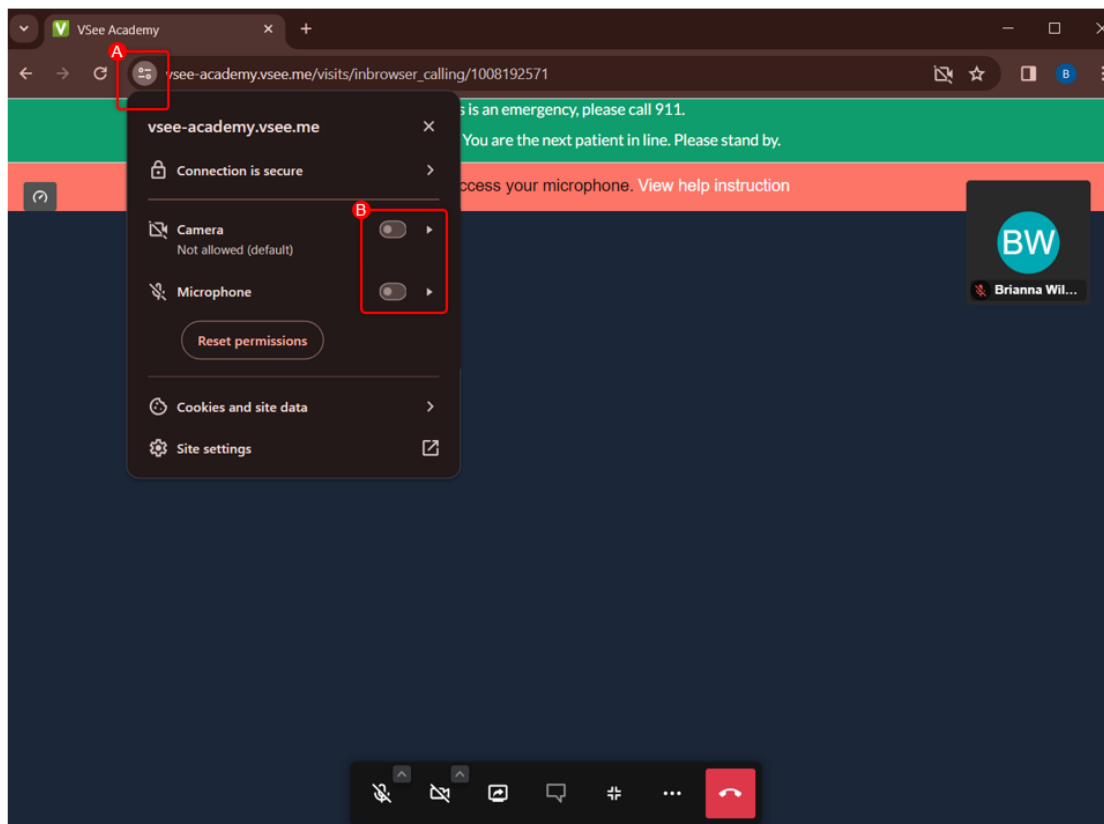 VSee Academy
A
vsee-academy.vsee.me/visits/inbrowser_calling/1008192571
B
s is an emergency, please call 911.
vsee-academy.vsee.me
You are the next patient in line. Please stand by.
Connection is secure
ccess your microphone. View help instruction
B
Camera
Not allowed (default)
BW
Microphone
Brianna Wil...
Reset permissions
Cookies and site data
Site settings